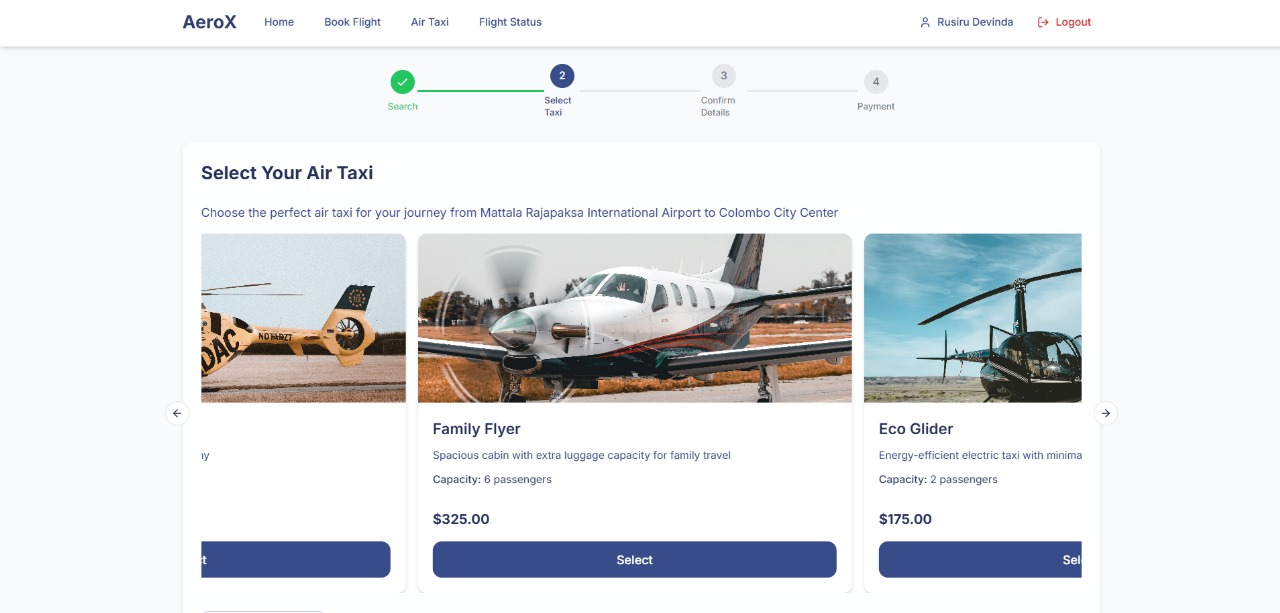 AeroX
Home
Book Flight
Air Taxi
Flight Status
Rusiru Devinda
Logout
Search
2
Select
Taxi
3
Confirm
Details
4
Payment
Select Your Air Taxi
Choose the perfect air taxi for your journey from Mattala Rajapaksa International Airport to Colombo City Center
DAC
Family Flyer
Spacious cabin with extra luggage capacity for family travel
Capacity: 6 passengers
$325.00
Select
Eco Glider
Energy-efficient electric taxi with minima
Capacity: 2 passengers
$175.00
Sel